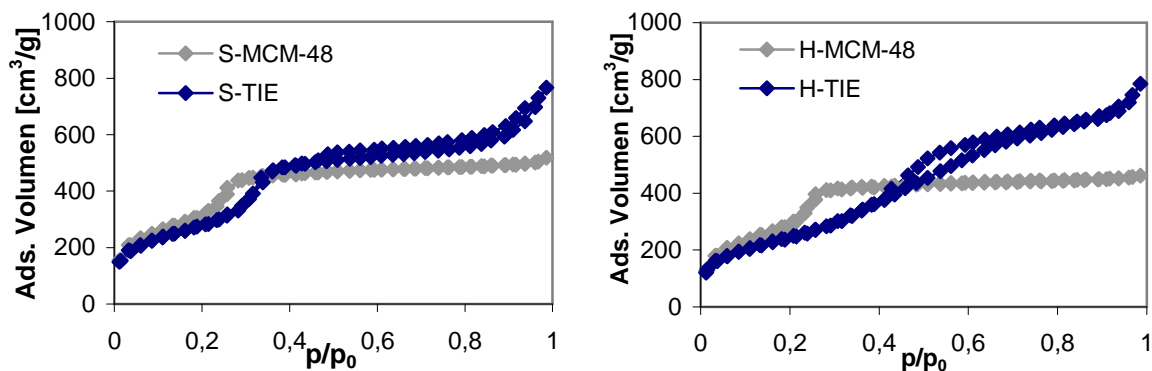 Ads. Volumen [cm³/g]
1000
800
600
400
200
0
S-MCM-48
S-TIE
0 0,2 0,4 0,6 0,8 1
p/p₀
Ads. Volumen [cm³/g]
1000
800
600
400
200
0
H-MCM-48
H-TIE
0 0,2 0,4 0,6 0,8 1
p/p₀